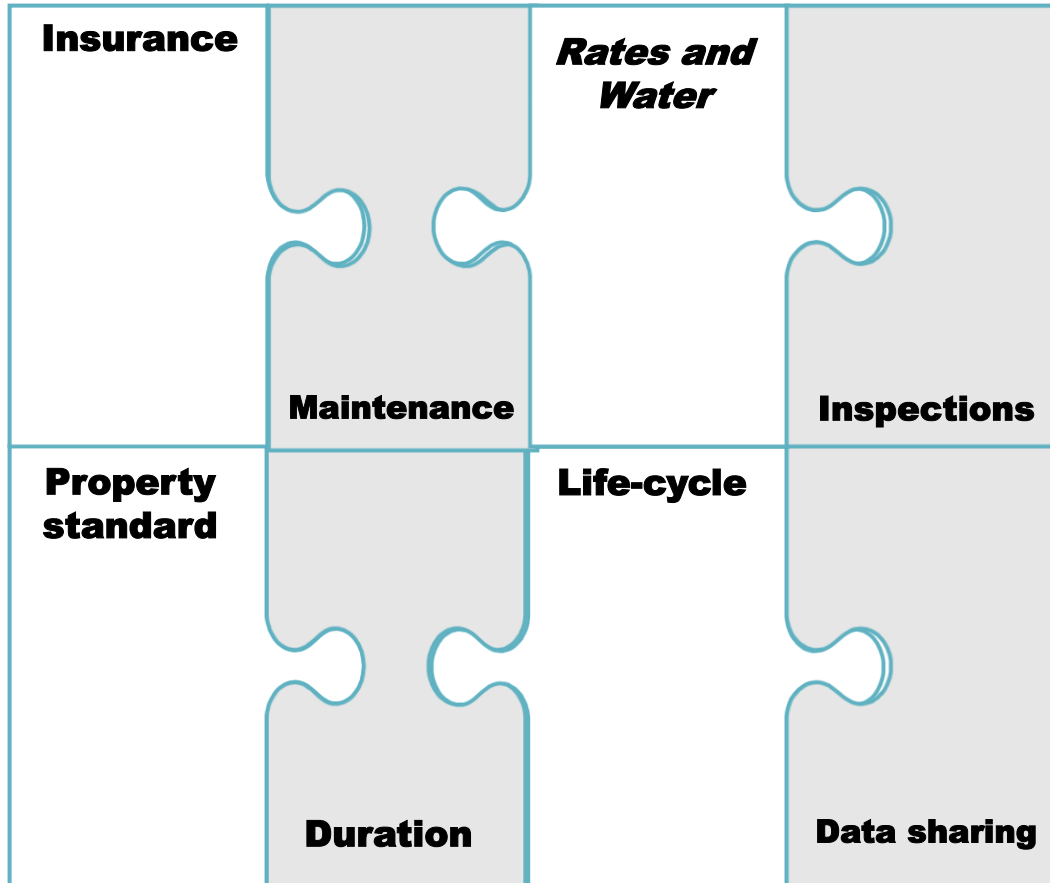 Insurance
Rates and
Water
Maintenance
Inspections
Property
standard
Life-cycle
Duration
Data sharing